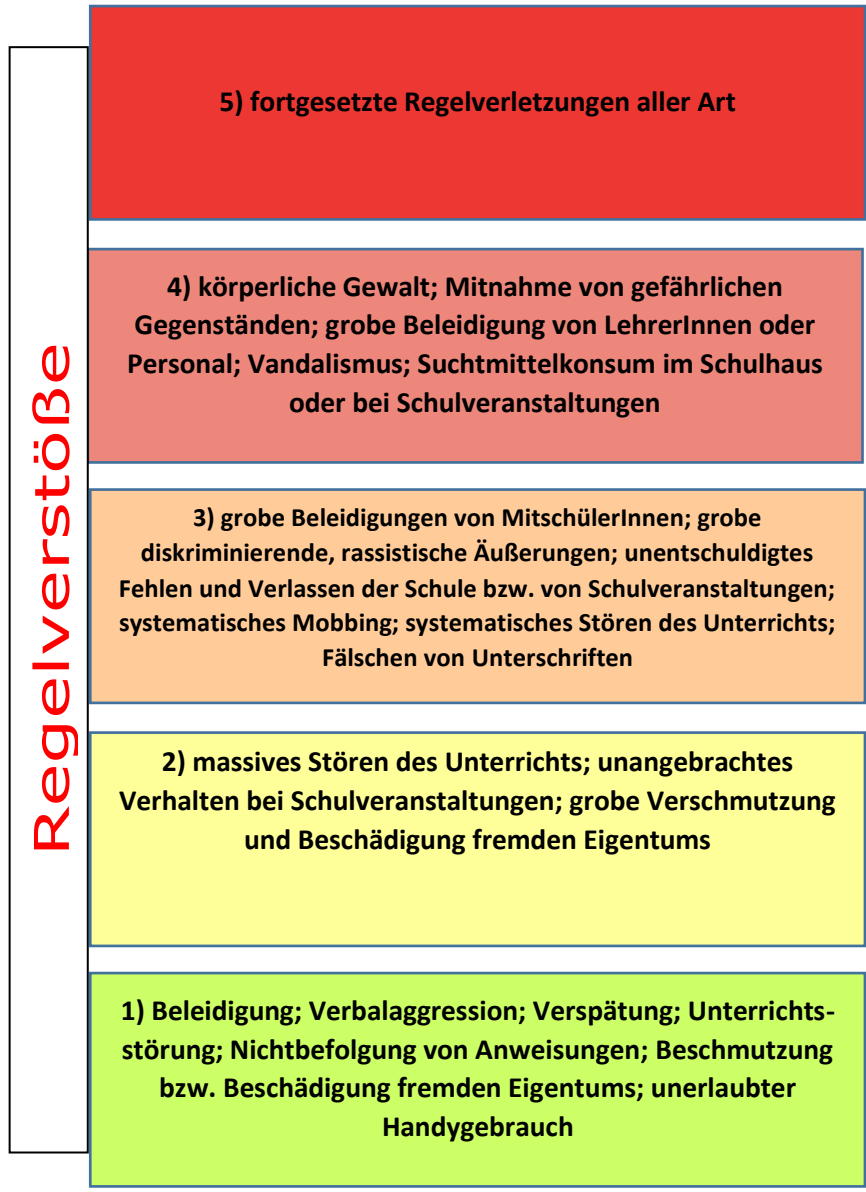 Regelverstöße
5) fortgesetzte Regelverletzungen aller Art
4) körperliche Gewalt; Mitnahme von gefährlichen
Gegenständen; grobe Beleidigung von LehrerInnen oder
Personal; Vandalismus; Suchtmittelkonsum im Schulhaus
oder bei Schulveranstaltungen
3) grobe Beleidigungen von MitschülerInnen; grobe
diskriminierende, rassistische Äußerungen; unentschuldigtes
Fehlen und Verlassen der Schule bzw. von Schulveranstaltungen;
systematisches Mobbing; systematisches Stören des Unterrichts;
Fälschen von Unterschriften
2) massives Stören des Unterrichts; unangebrachtes
Verhalten bei Schulveranstaltungen; grobe Verschmutzung
und Beschädigung fremden Eigentums
1) Beleidigung; Verbalaggression; Verspätung; Unterrichts-
störung; Nichtbefolgung von Anweisungen; Beschmutzung
bzw. Beschädigung fremden Eigentums; unerlaubter
Handygebrauch